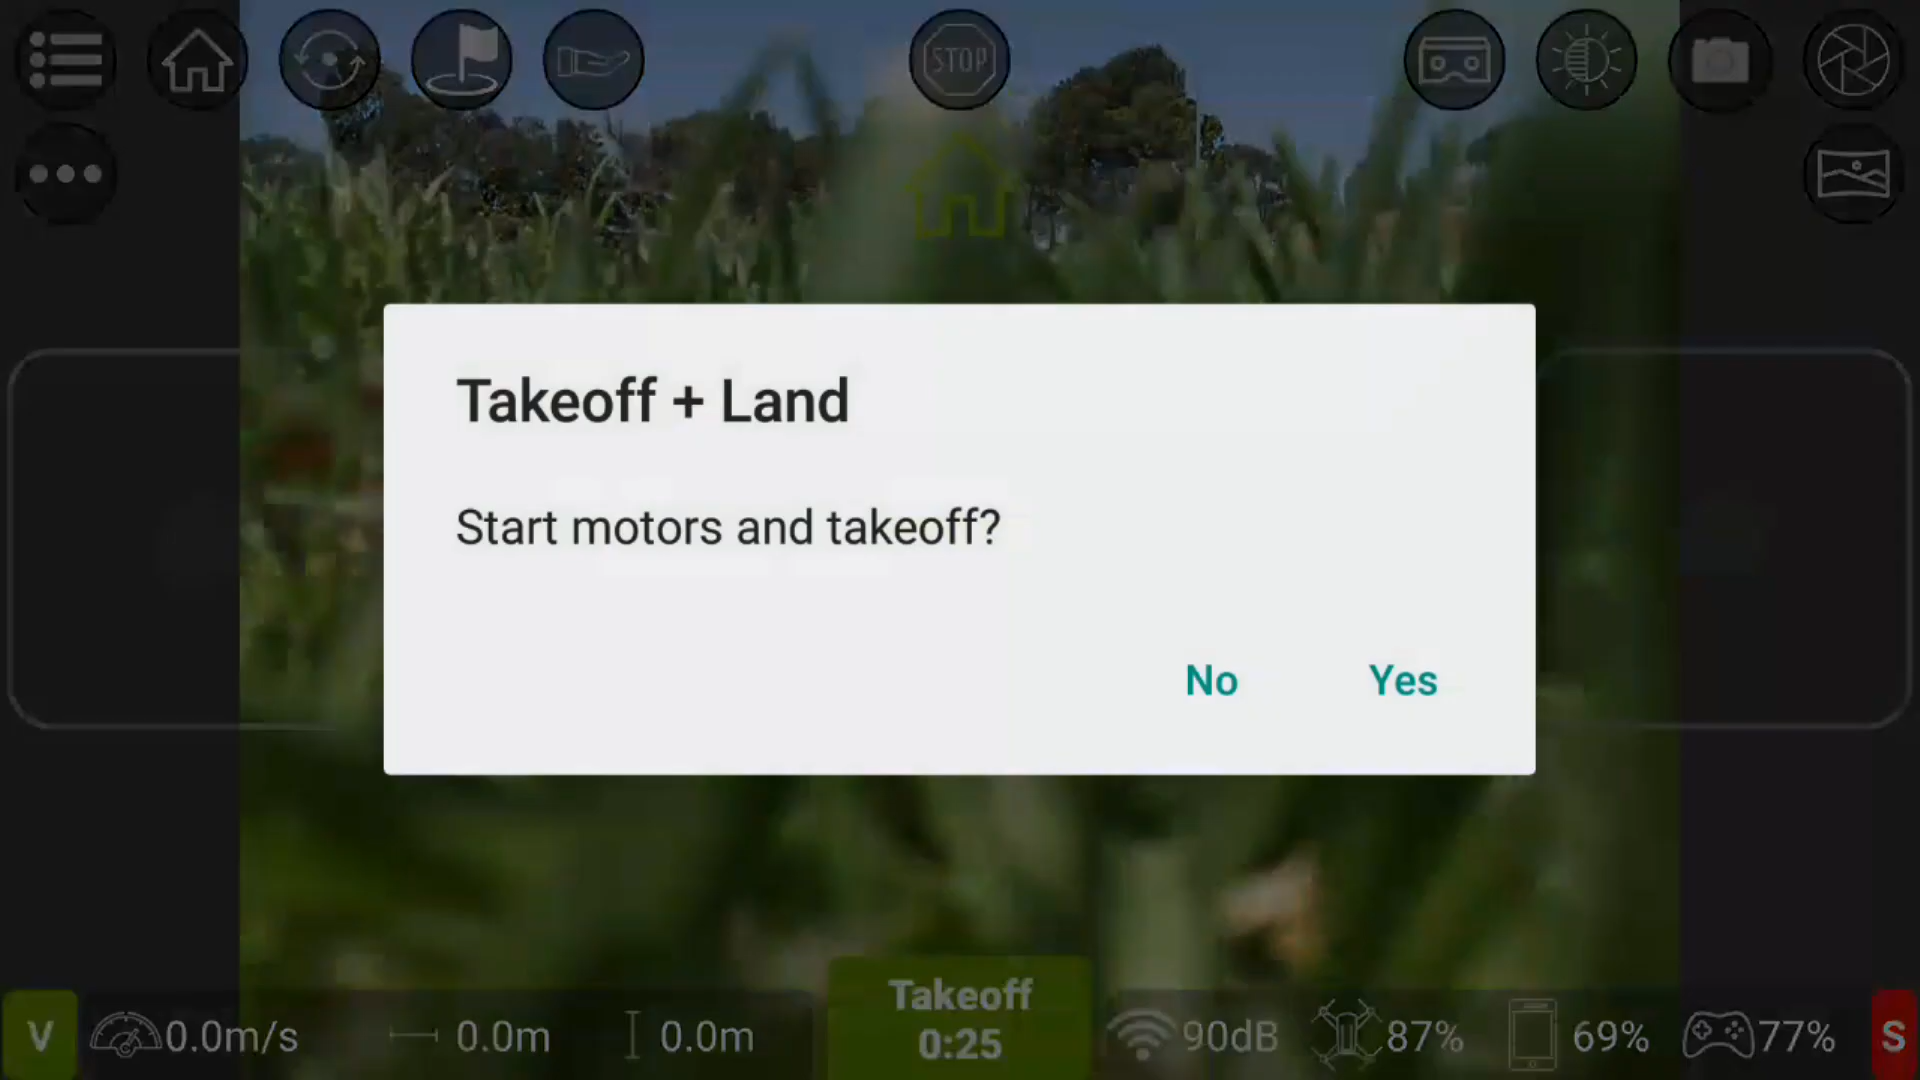 STOP
Takeoff + Land
Start motors and takeoff?
No
Yes
Takeoff
0:25
V
0.0m/s
0.0m
0.0m
90dB
87%
69%
77%
S